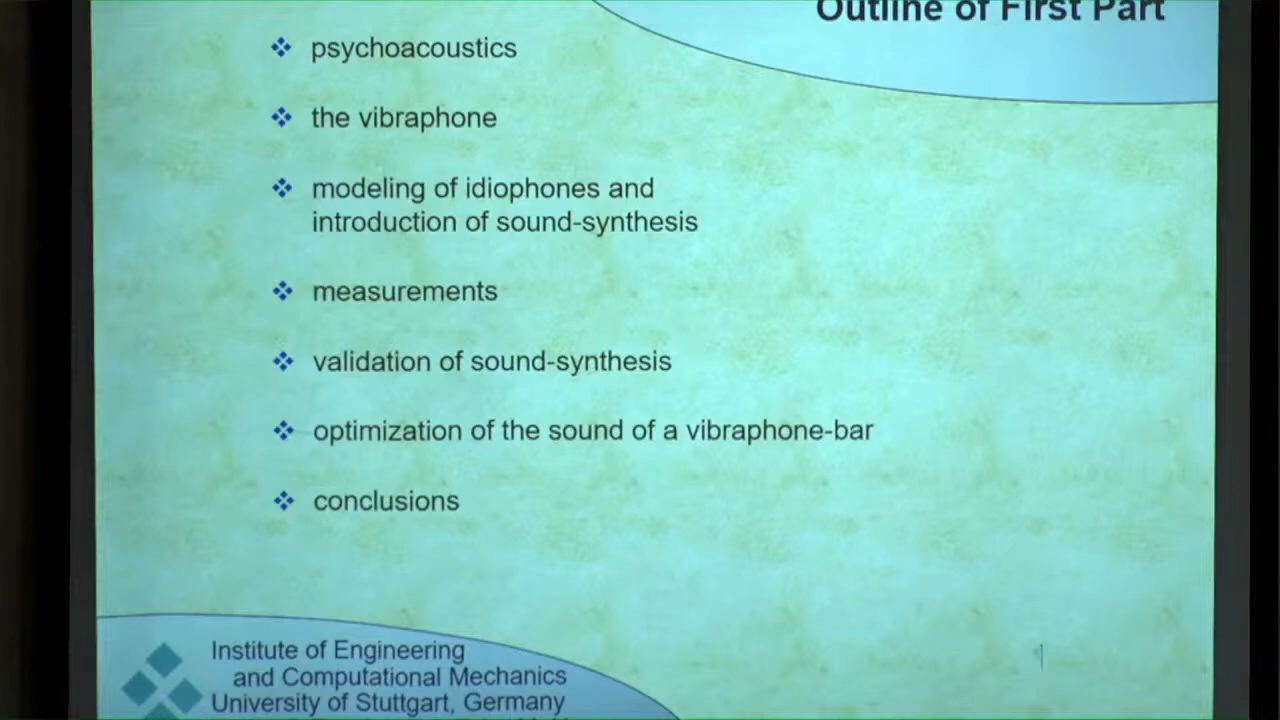 Outline of First Part
psychoacoustics
the vibraphone
modeling of idiophones and
introduction of sound-synthesis
measurements
validation of sound-synthesis
optimization of the sound of a vibraphone-bar
conclusions
Institute of Engineering
and Computational Mechanics
University of Stuttgart, Germany